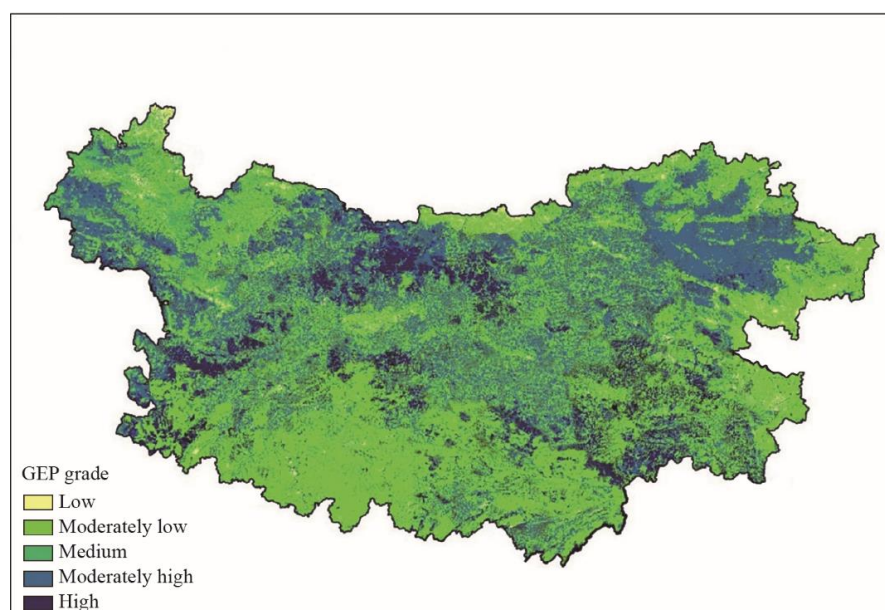 GEP grade
Low
Moderately low
Medium
Moderately high
High